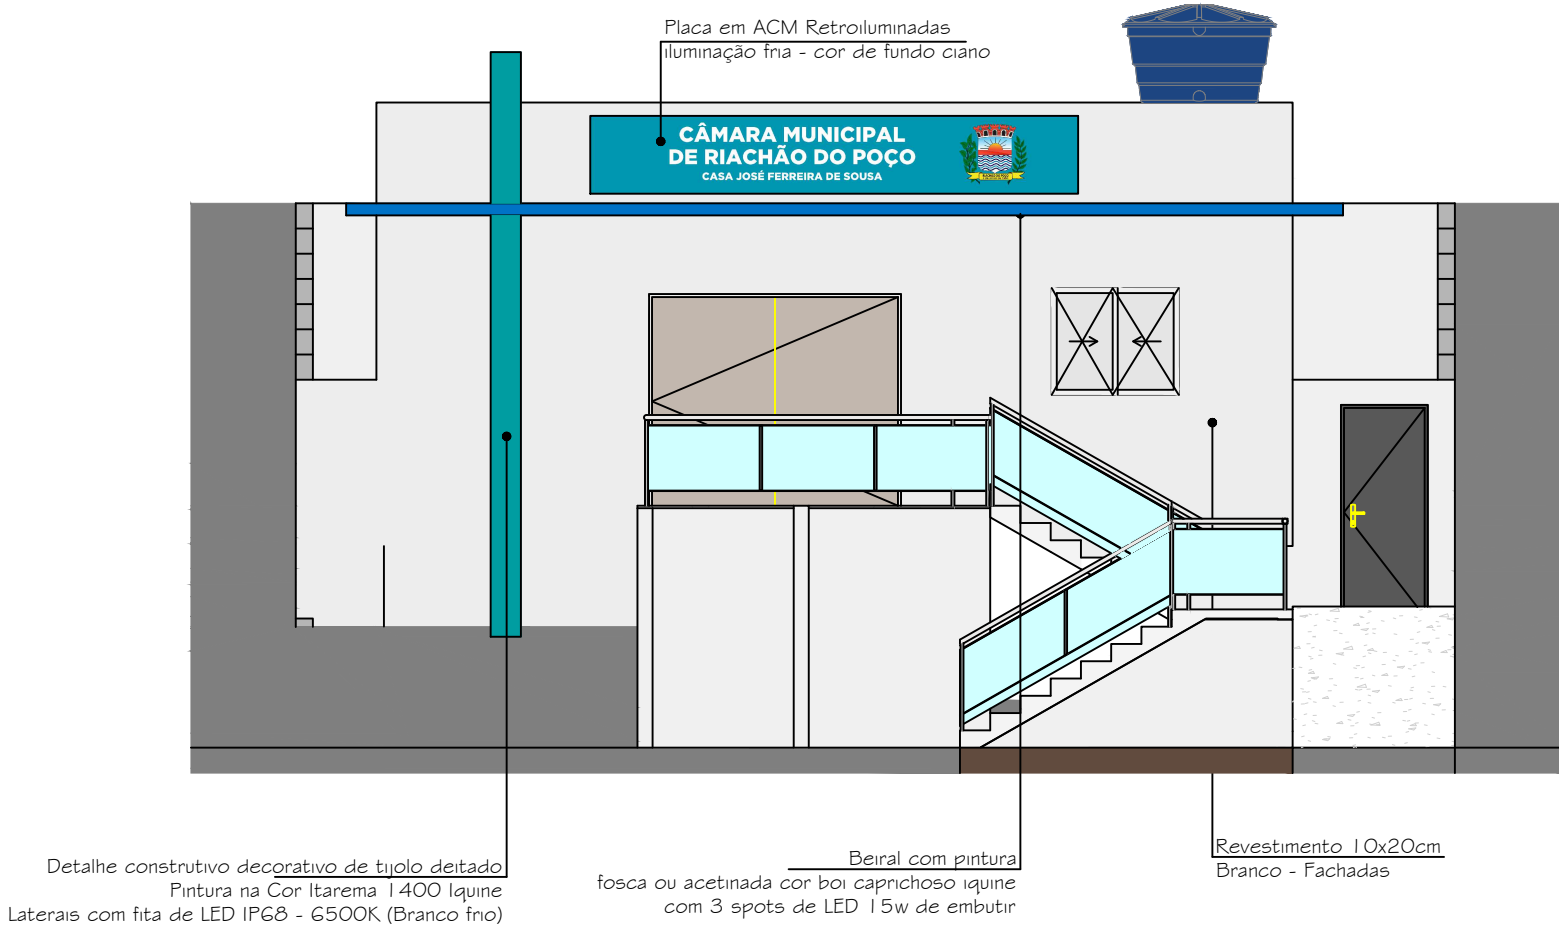 Placa em ACM Retroiluminadas
iluminação fria - cor de fundo ciano
CÂMARA MUNICIPAL
DE RIACHÃO DO POÇO
CASA JOSÉ FERREIRA DE SOUSA
Detalhe construtivo decorativo de tijolo deitado
Pintura na Cor Itarema 1400 Iquine
Laterais com fita de LED IP68 - 6500K (Branco frio)
Beiral com pintura
fosca ou acetinada cor boi caprichoso iquine
com 3 spots de LED 15w de embutir
Revestimento 10x20cm
Branco - Fachadas